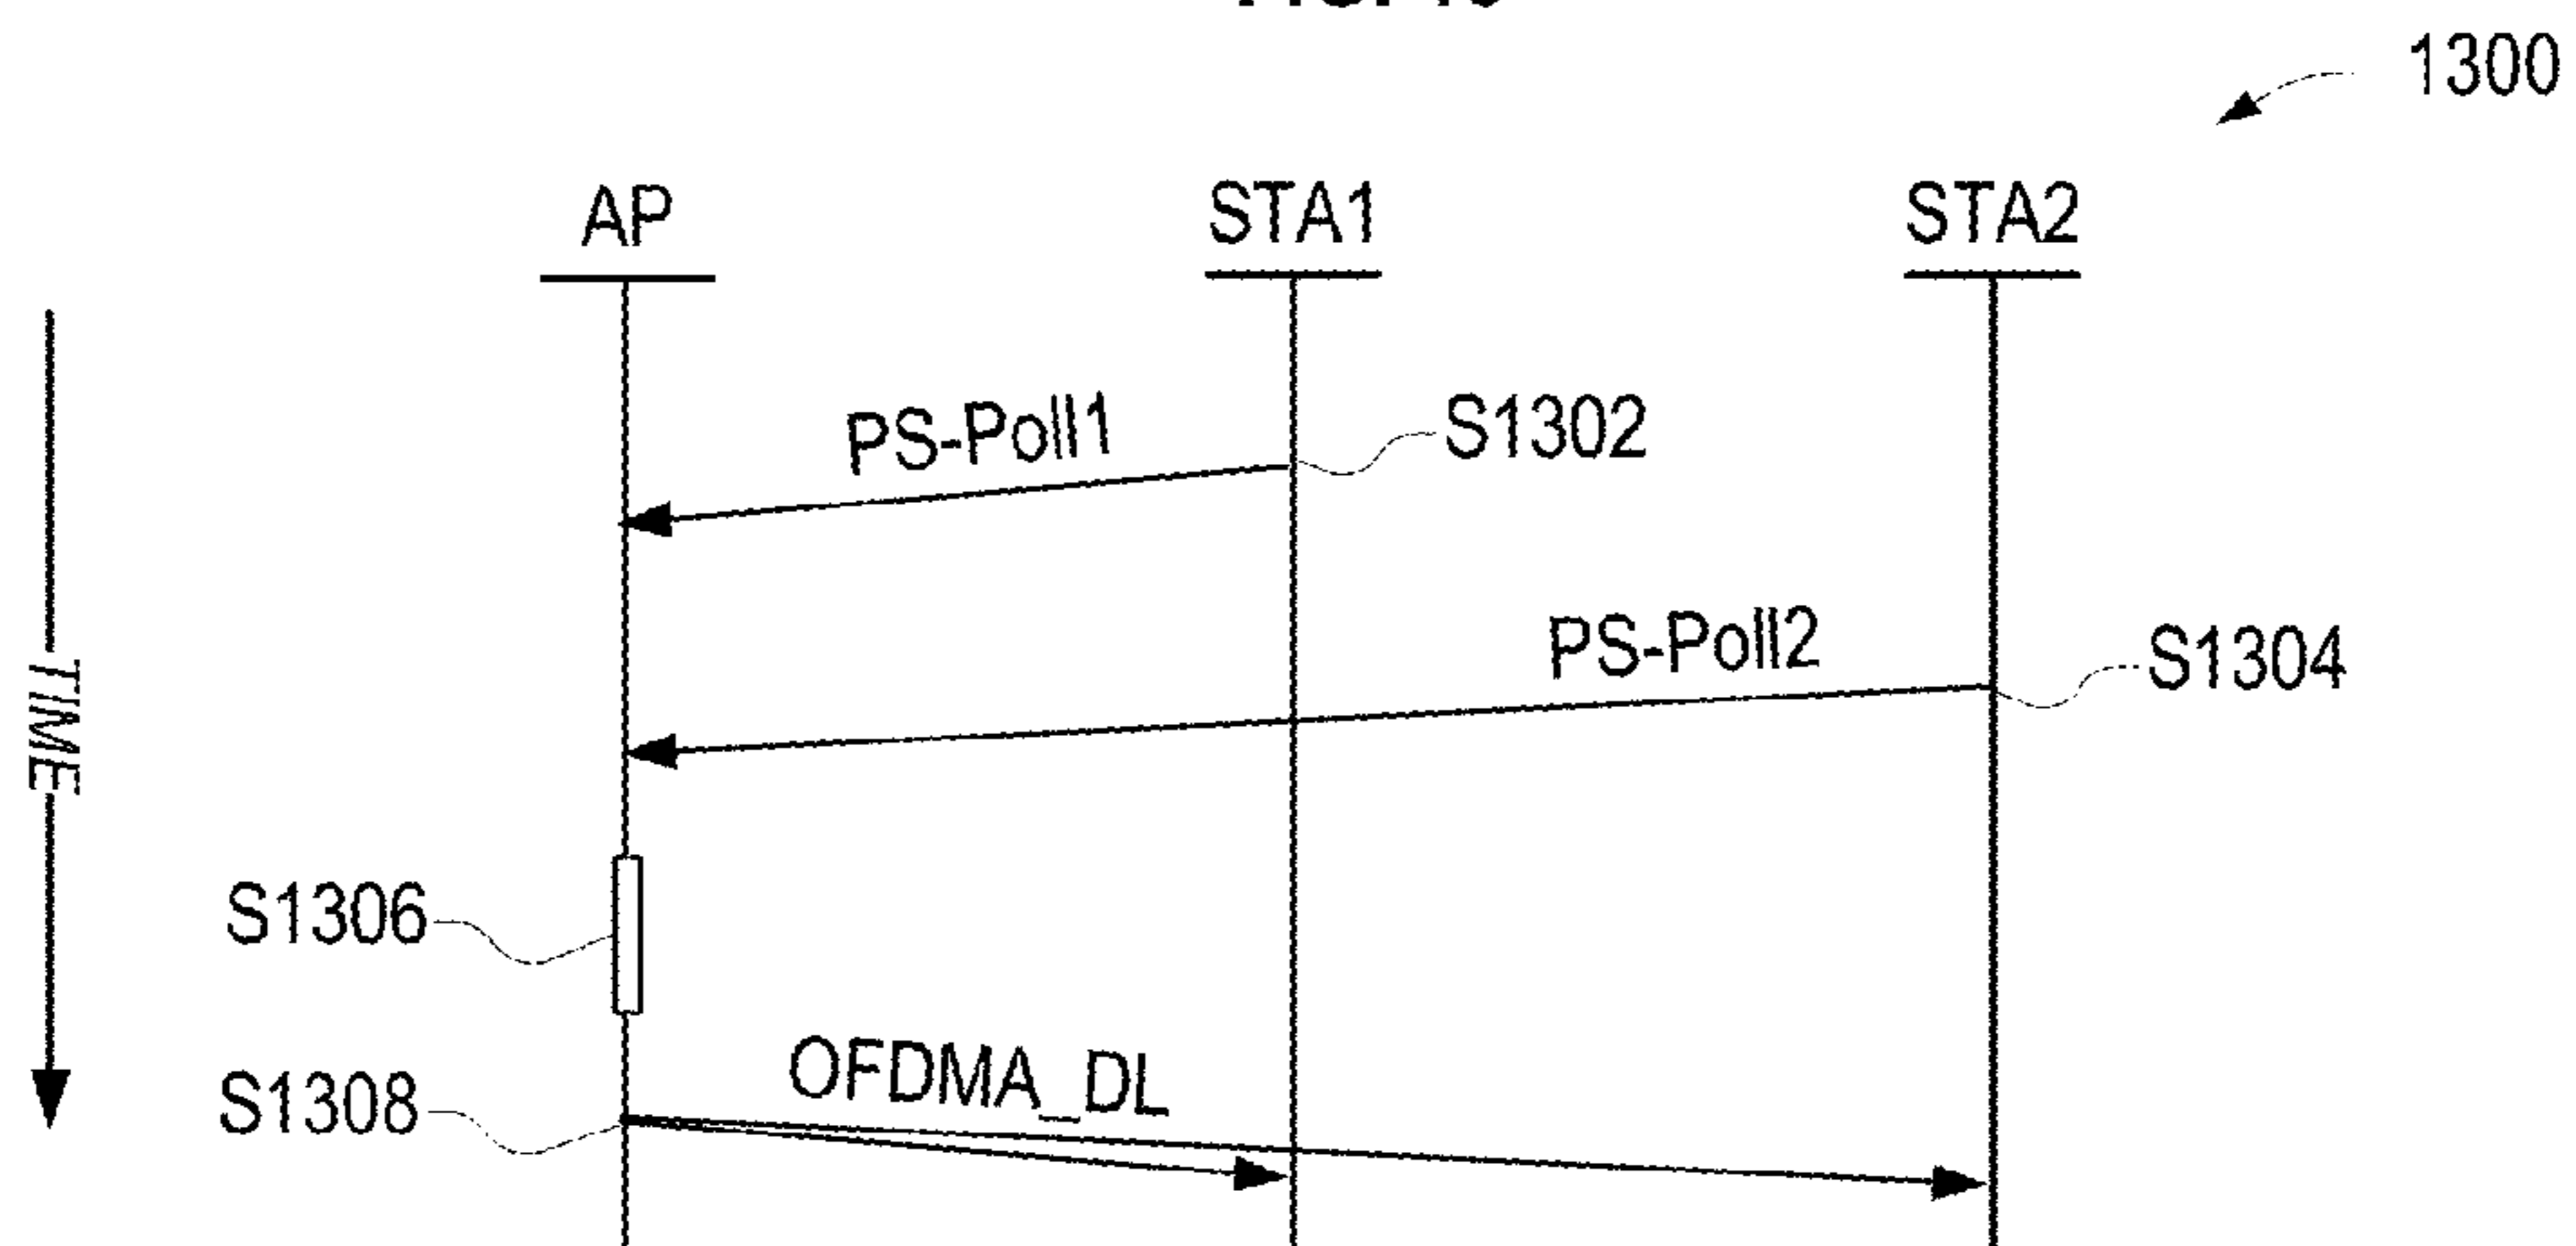 1300
AP
STA1
STA2
PS-Poll1
S1302
PS-Poll2
S1304
TIME
S1306
OFDMA_DL
S1308